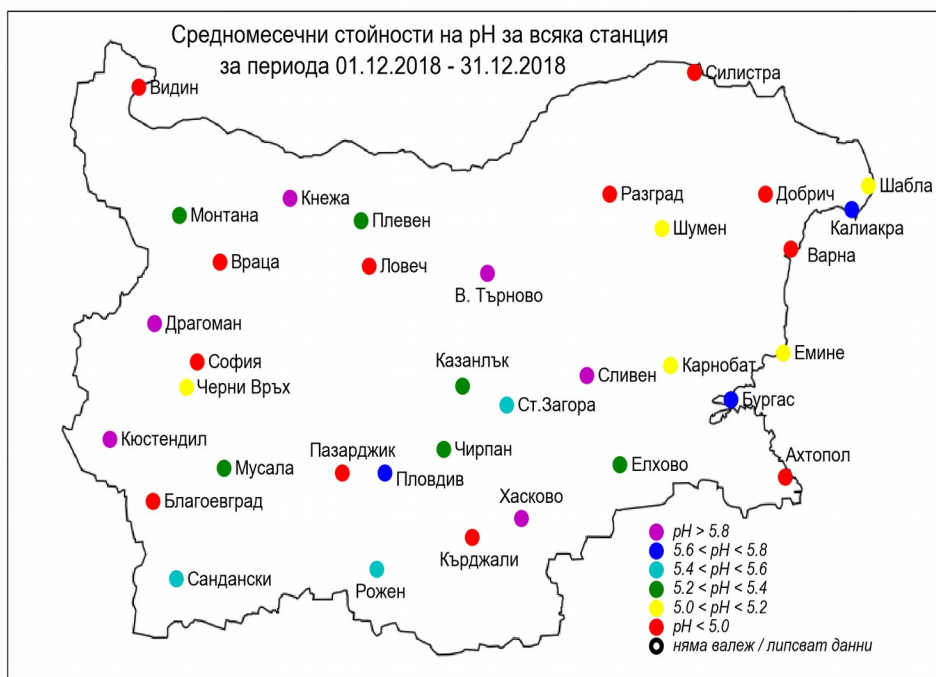 Средномесечни стойности на pH за всяка станция
за периода 01.12.2018 - 31.12.2018
Силистра
Видин
Шабла
Кнежа
Разград
Добрич
Монтана
Плевен
Калиакра
Шумен
Варна
Враца
Ловеч
В. Търново
Драгоман
Емине
София
Казанлък
Карнобат
Сливен
Черни Връх
Ст.Загора
Бургас
Кюстендил
Пазарджик
Чирпан
Ахтопол
Мусала
Елхово
Пловдив
Благоевград
Хасково
Кърджали
Сандански
Рожен
pH > 5.8
5.6 < pH < 5.8
5.4 < pH < 5.6
5.2 < pH < 5.4
5.0 < pH < 5.2
pH < 5.0
няма валеж / липсват данни